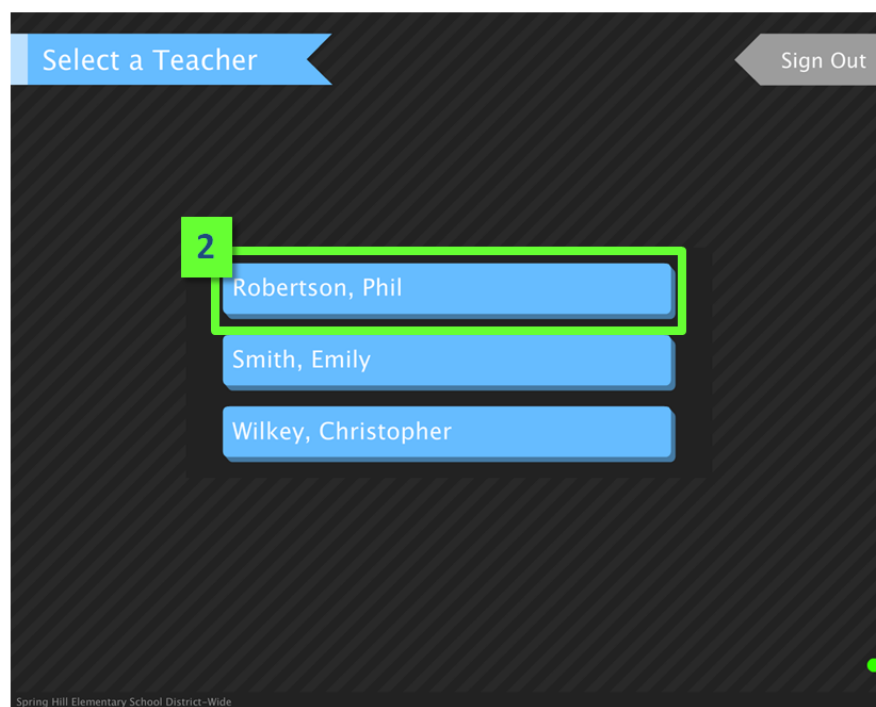 Select a Teacher
Sign Out
2
Robertson, Phil
Smith, Emily
Wilkey, Christopher
Spring Hill Elementary School District-Wide